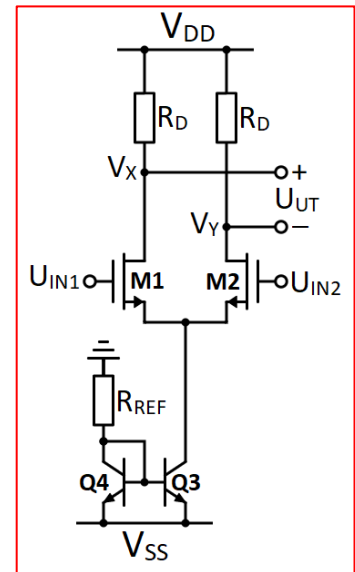 VDD
RD RD
VX +
UUT
VY −
UIN1 M1 M2 UIN2
RREF
Q4 Q3
VSS